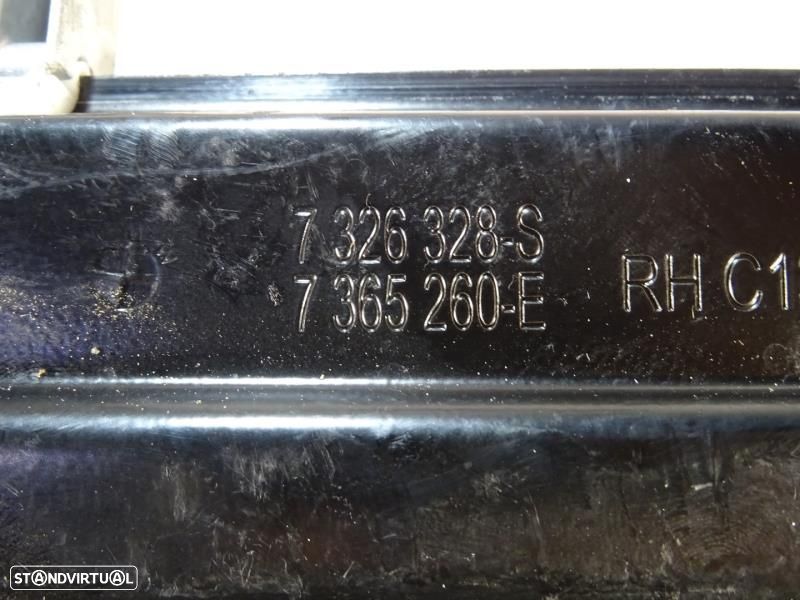 7 326 328-S
7 365 260-E
RH C1
STANDVIRTUAL